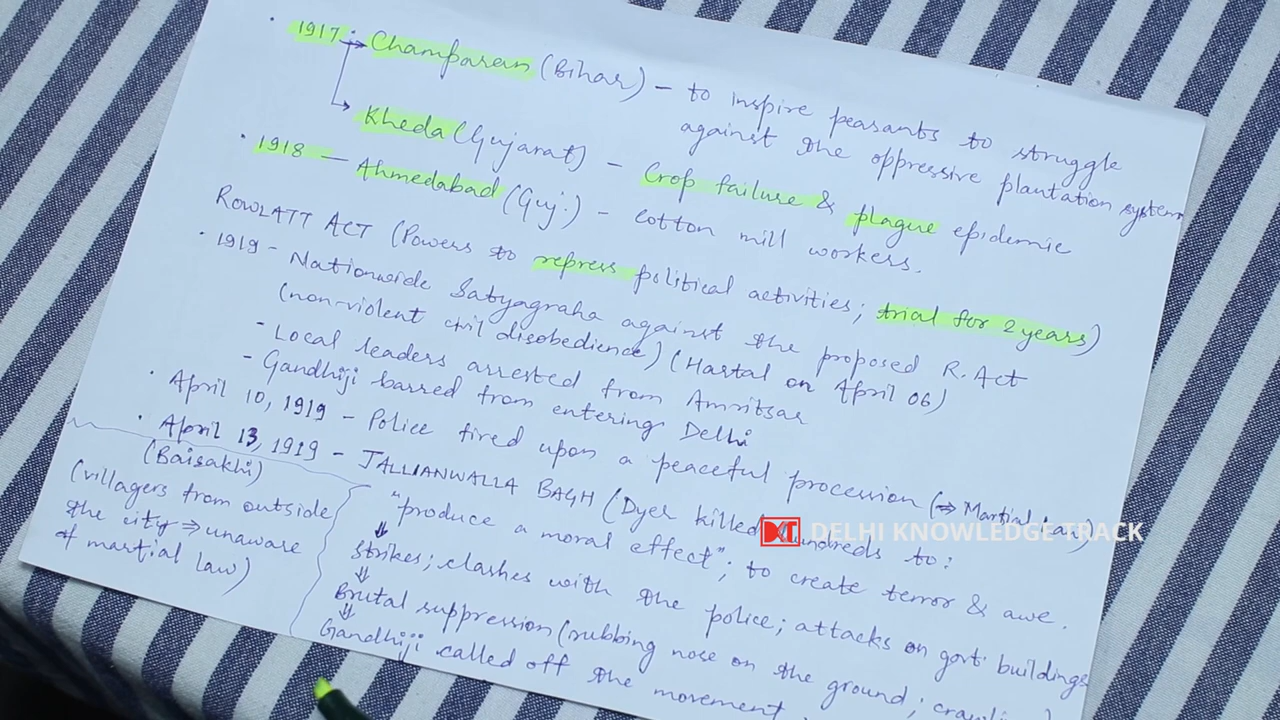 1917: → Champaran (Bihar) – to inspire peasants to struggle
against the oppressive plantation system
→ Kheda (Gujarat) – Crop failure & plague epidemic
1918 – Ahmedabad (Guj.) – cotton mill workers.
ROWLATT ACT (Powers to repress political activities; trial for 2 years)
1919 – Nationwide Satyagraha against the proposed R. Act
(non-violent civil disobedience) (Hartal on April 06)
- Local leaders arrested from Amritsar
- Gandhiji barred from entering Delhi
April 10, 1919 – Police fired upon a peaceful procession (⇒ Martial Law)
April 13, 1919 – JALLIANWALLA BAGH (Dyer killed hundreds to:
(Baisakhi)
"produce a moral effect"; to create terror & awe.
(villagers from outside
the city ⇒ unaware
of martial law)
⇓
Strikes; clashes with the police; attacks on govt. buildings
⇓
Brutal suppression (rubbing nose on the ground;
⇓
Gandhiji called off the movement
DKT DELHI KNOWLEDGE TRACK